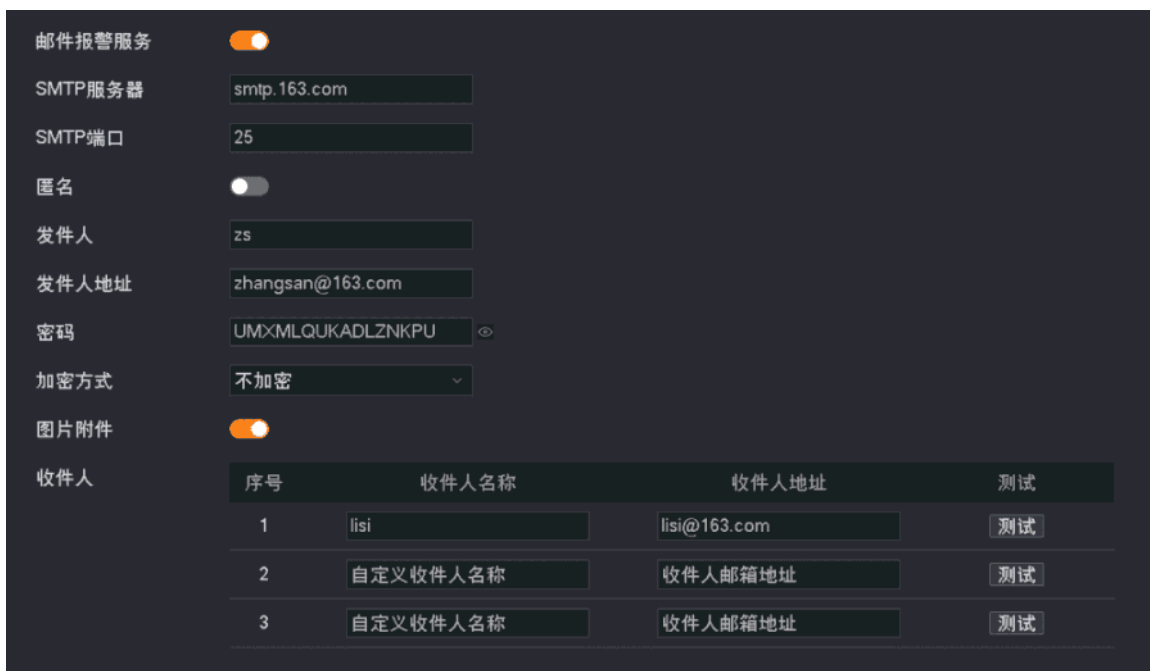 邮件报警服务
SMTP服务器 smtp.163.com
SMTP端口 25
匿名
发件人 zs
发件人地址 zhangsan@163.com
密码 UMXMLQUKADLZNKPU
加密方式 不加密
图片附件
收件人 序号 收件人名称 收件人地址 测试
1 lisi lisi@163.com 测试
2 自定义收件人名称 收件人邮箱地址 测试
3 自定义收件人名称 收件人邮箱地址 测试